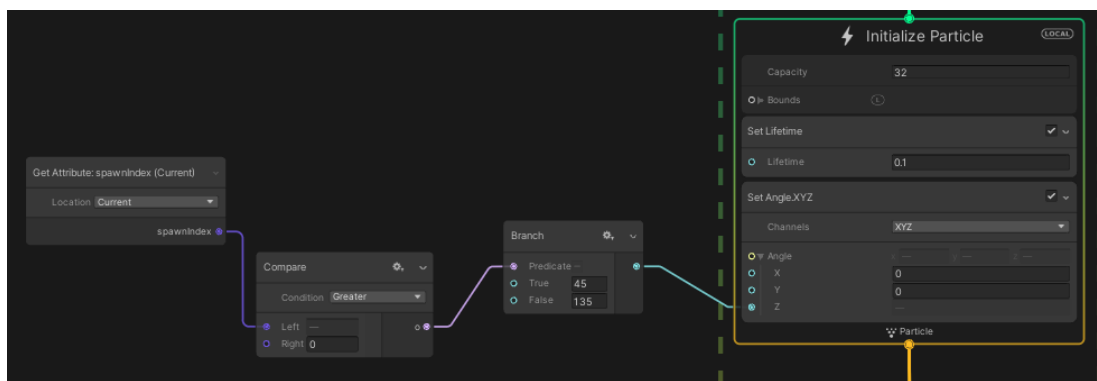 Initialize Particle
LOCAL
Capacity 32
Bounds L
Set Lifetime
Lifetime 0.1
Set Angle.XYZ
Channels XYZ
Angle x — y — z —
X 0
Y 0
Z —
Particle
Get Attribute: spawnIndex (Current)
Location Current
spawnIndex
Compare
Condition Greater
Left —
o
Right 0
Branch
Predicate —
True 45
False 135